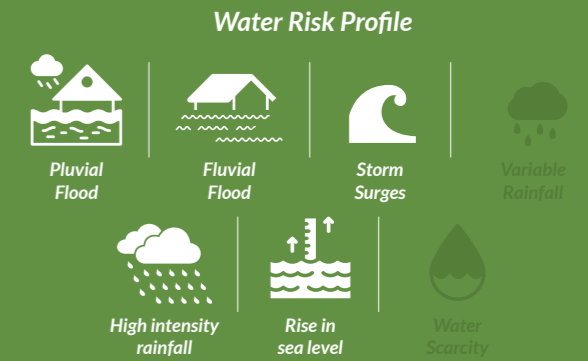 Water Risk Profile
Pluvial
Flood
Fluvial
Flood
Storm
Surges
Variable
Rainfall
High intensity
rainfall
Rise in
sea level
Water
Scarcity